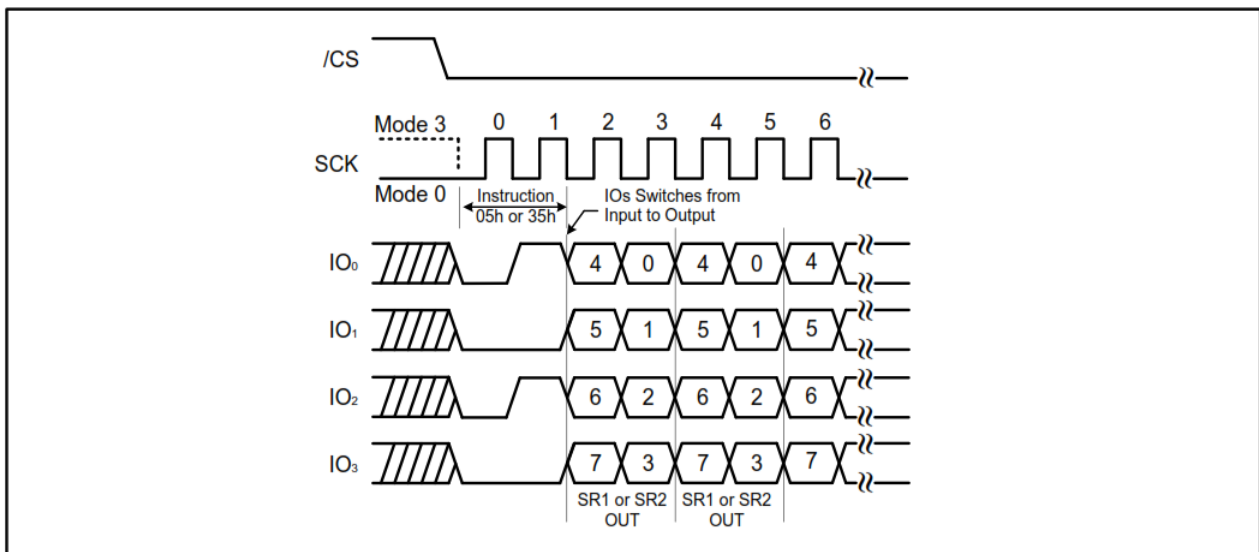 /CS
Mode 3 0 1 2 3 4 5 6
SCK
Mode 0 Instruction IOs Switches from
05h or 35h Input to Output
IO₀ 4 0 4 0 4
IO₁ 5 1 5 1 5
IO₂ 6 2 6 2 6
IO₃ 7 3 7 3 7
SR1 or SR2 SR1 or SR2
OUT OUT